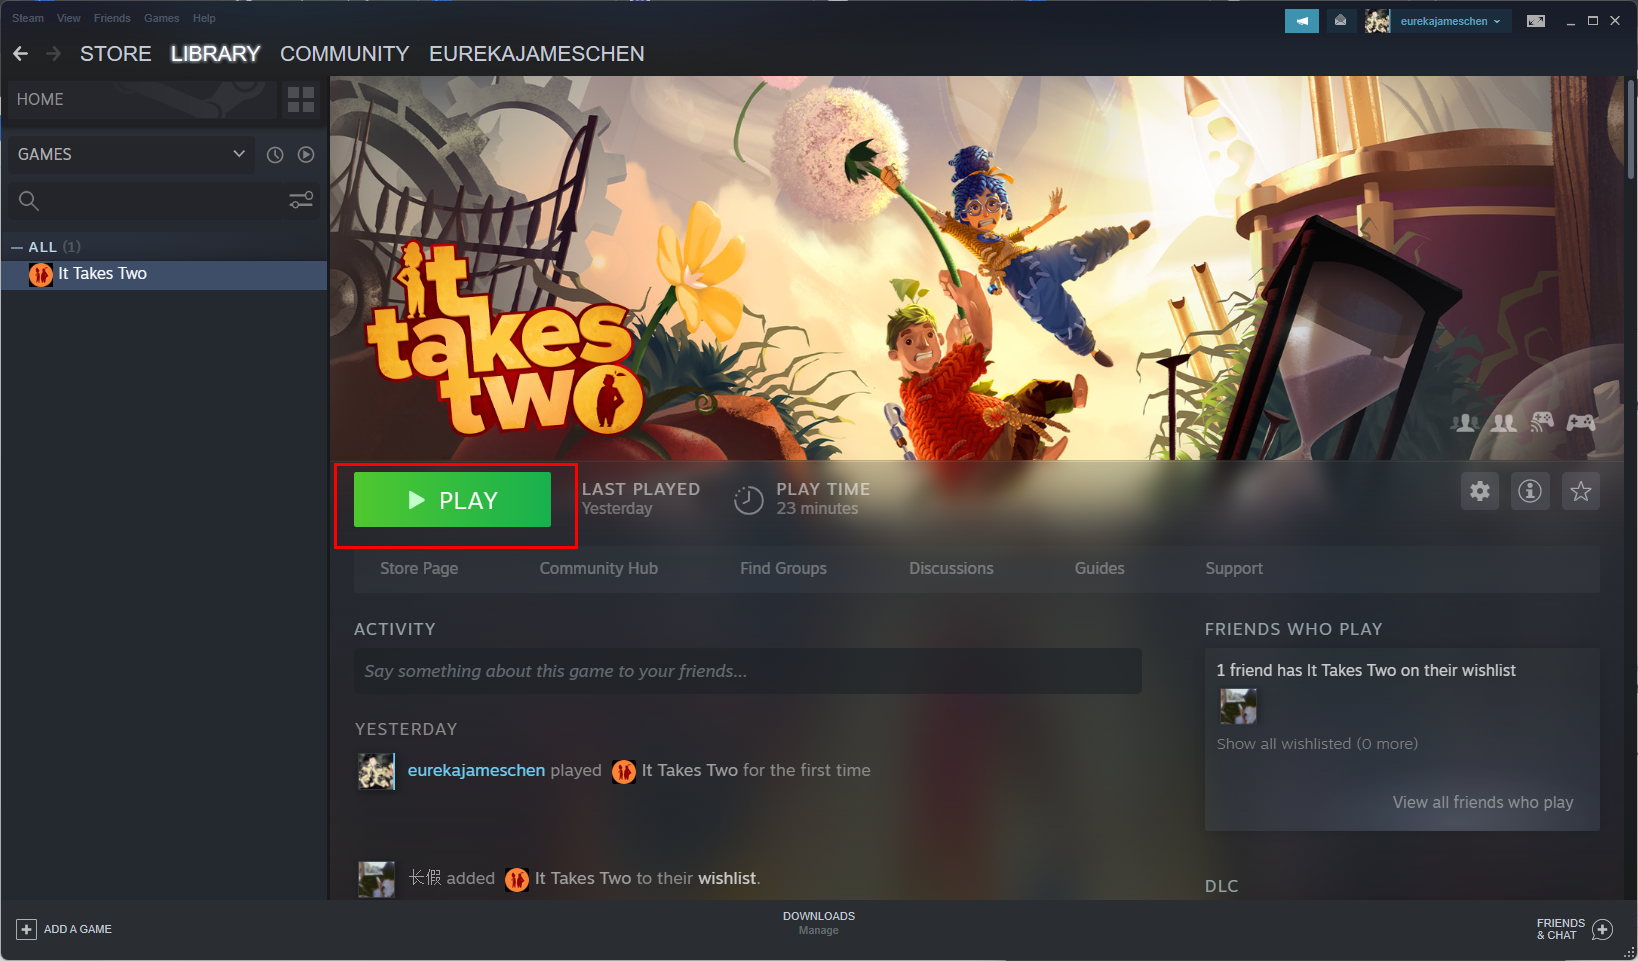 Steam View Friends Games Help
eurekajameschen
STORE LIBRARY COMMUNITY EUREKAJAMESCHEN
HOME
GAMES
ALL (1)
It Takes Two
it
takes
two
PLAY
LAST PLAYED
Yesterday
PLAY TIME
23 minutes
Store Page Community Hub Find Groups Discussions Guides Support
ACTIVITY
Say something about this game to your friends...
YESTERDAY
eurekajameschen played It Takes Two for the first time
长假 added It Takes Two to their wishlist.
FRIENDS WHO PLAY
1 friend has It Takes Two on their wishlist
Show all wishlisted (0 more)
View all friends who play
DLC
ADD A GAME
DOWNLOADS
Manage
FRIENDS
& CHAT